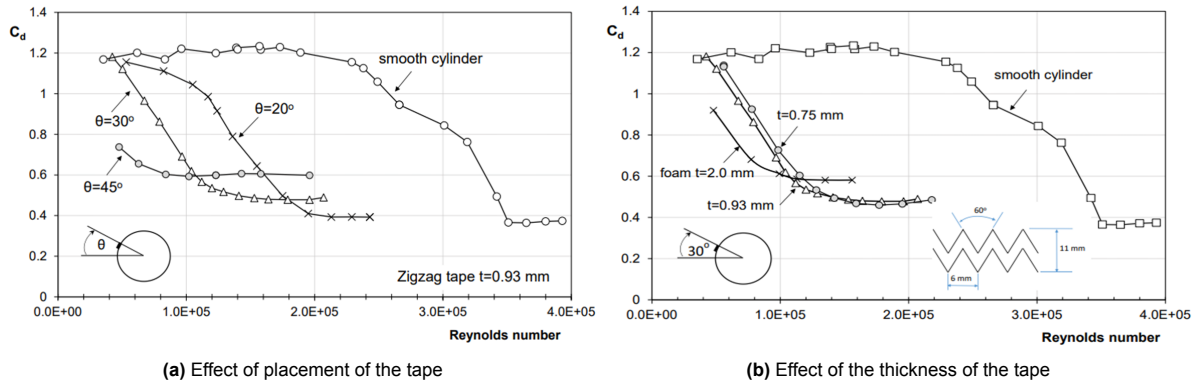 C_d
1.4
1.2
1
0.8
0.6
0.4
0.2
0
0.0E+00
1.0E+05
2.0E+05
3.0E+05
4.0E+05
Reynolds number
smooth cylinder
θ=20°
θ=30°
θ=45°
θ
Zigzag tape t=0.93 mm
(a) Effect of placement of the tape
C_d
1.4
1.2
1
0.8
0.6
0.4
0.2
0
0.0E+00
1.0E+05
2.0E+05
3.0E+05
4.0E+05
Reynolds number
smooth cylinder
t=0.75 mm
foam t=2.0 mm
t=0.93 mm
30°
60°
11 mm
6 mm
(b) Effect of the thickness of the tape